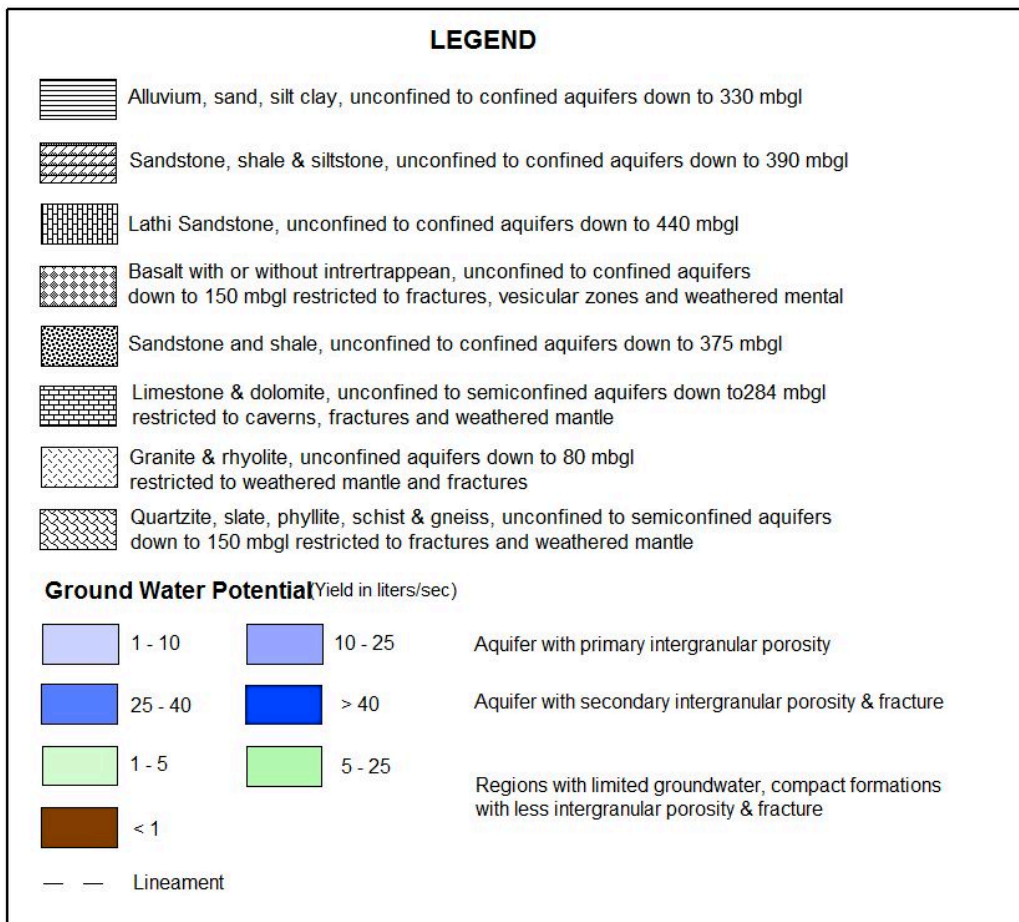 LEGEND
Alluvium, sand, silt clay, unconfined to confined aquifers down to 330 mbgl
Sandstone, shale & siltstone, unconfined to confined aquifers down to 390 mbgl
Lathi Sandstone, unconfined to confined aquifers down to 440 mbgl
Basalt with or without intrertrappean, unconfined to confined aquifers
down to 150 mbgl restricted to fractures, vesicular zones and weathered mental
Sandstone and shale, unconfined to confined aquifers down to 375 mbgl
Limestone & dolomite, unconfined to semiconfined aquifers down to284 mbgl
restricted to caverns, fractures and weathered mantle
Granite & rhyolite, unconfined aquifers down to 80 mbgl
restricted to weathered mantle and fractures
Quartzite, slate, phyllite, schist & gneiss, unconfined to semiconfined aquifers
down to 150 mbgl restricted to fractures and weathered mantle
Ground Water Potential (Yield in liters/sec)
1 - 10 10 - 25 Aquifer with primary intergranular porosity
25 - 40 > 40 Aquifer with secondary intergranular porosity & fracture
1 - 5 5 - 25
Regions with limited groundwater, compact formations
with less intergranular porosity & fracture
< 1
Lineament